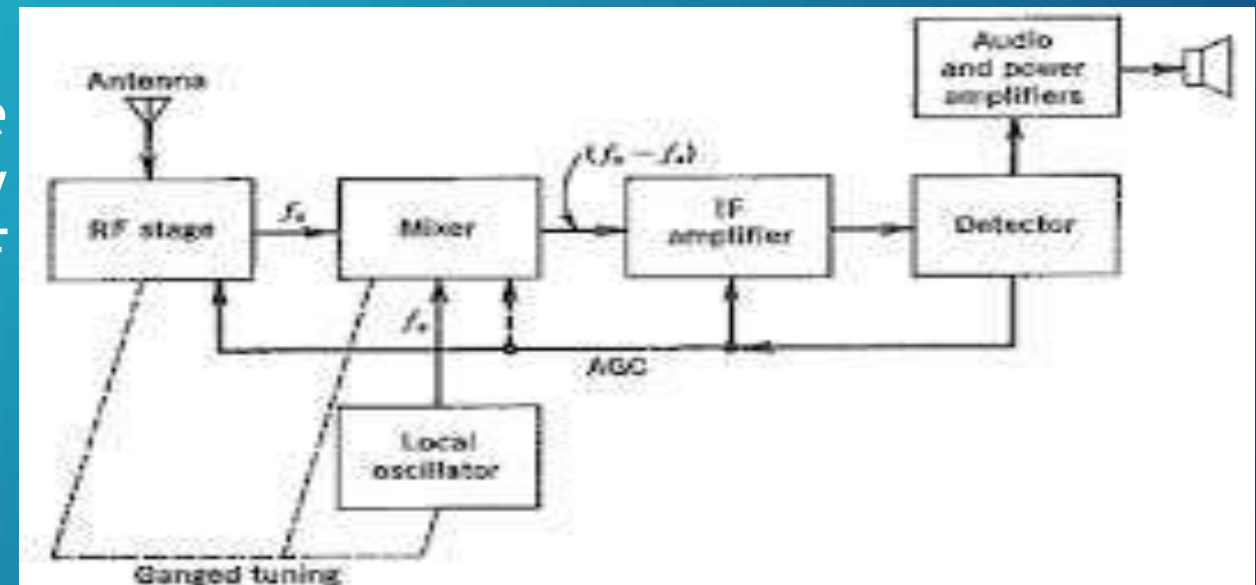 Audio
and power
amplifiers
Antenna
RF stage
Mixer
IF
amplifier
Detector
AGC
Local
oscillator
Ganged tuning